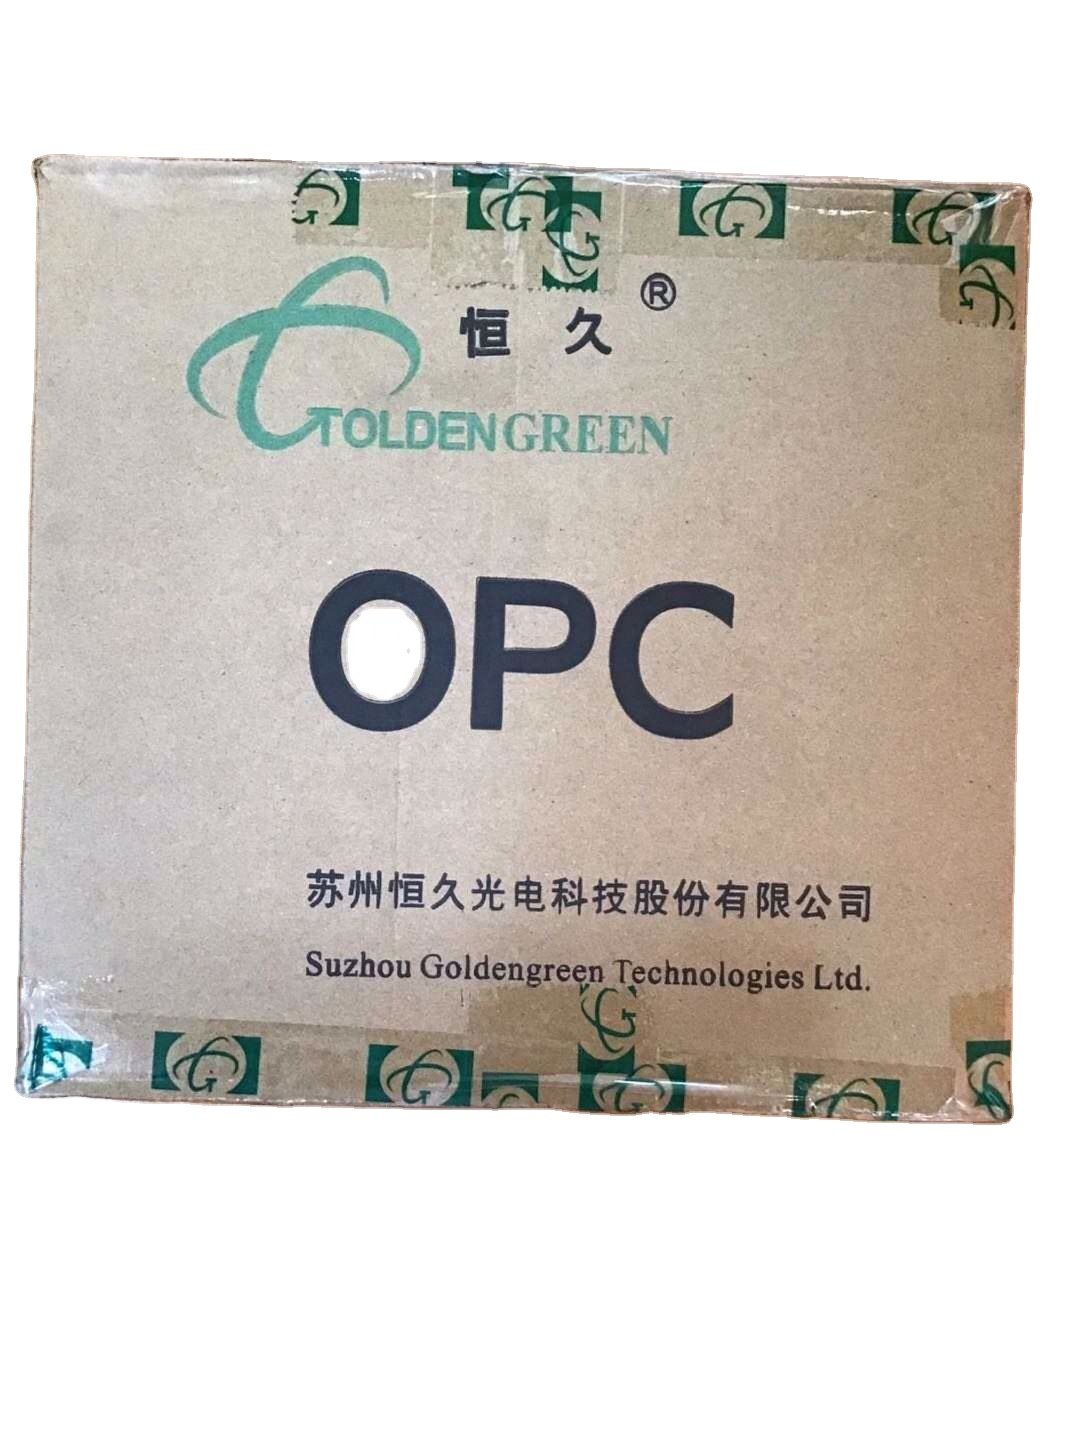 恒久®
GOLDENGREEN
OPC
苏州恒久光电科技股份有限公司
Suzhou Goldengreen Technologies Ltd.